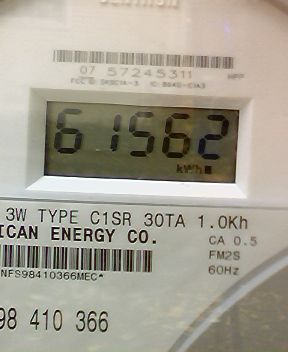 07 57245311 HPP
61562
kWh
3W TYPE C1SR 30TA 1.0Kh
ICAN ENERGY CO.
CA 0.5
FM2S
60Hz
NFS98410366MEC*
98 410 366